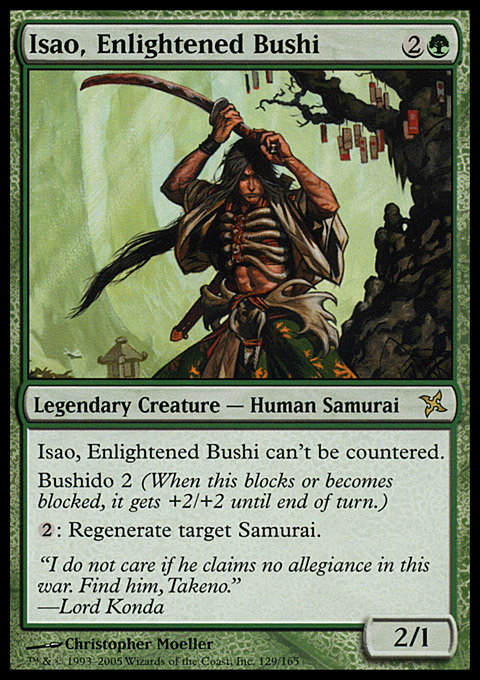 Isao, Enlightened Bushi 2
Legendary Creature — Human Samurai
Isao, Enlightened Bushi can't be countered.
Bushido 2 (When this blocks or becomes
blocked, it gets +2/+2 until end of turn.)
2: Regenerate target Samurai.
"I do not care if he claims no allegiance in this
war. Find him, Takeno."
—Lord Konda
Christopher Moeller
2/1
™ & © 1993–2005 Wizards of the Coast, Inc. 129/165